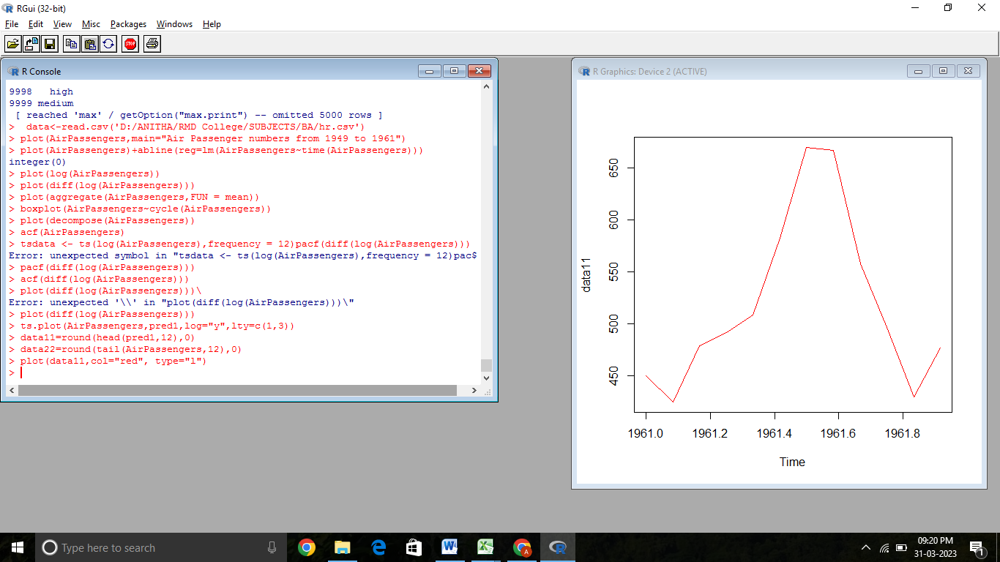 RGui (32-bit)
File Edit View Misc Packages Windows Help
STOP
R Console
9998   high
9999 medium
 [ reached 'max' / getOption("max.print") -- omitted 5000 rows ]
>  data<-read.csv('D:/ANITHA/RMD College/SUBJECTS/BA/hr.csv')
> plot(AirPassengers,main="Air Passenger numbers from 1949 to 1961")
> plot(AirPassengers)+abline(reg=lm(AirPassengers~time(AirPassengers)))
integer(0)
> plot(log(AirPassengers))
> plot(diff(log(AirPassengers)))
> plot(aggregate(AirPassengers,FUN = mean))
> boxplot(AirPassengers~cycle(AirPassengers))
> plot(decompose(AirPassengers))
> acf(AirPassengers)
> tsdata <- ts(log(AirPassengers),frequency = 12)pacf(diff(log(AirPassengers)))
Error: unexpected symbol in "tsdata <- ts(log(AirPassengers),frequency = 12)pac$
> pacf(diff(log(AirPassengers)))
> acf(diff(log(AirPassengers)))
> plot(diff(log(AirPassengers)))\
Error: unexpected '\\' in "plot(diff(log(AirPassengers)))\"
> plot(diff(log(AirPassengers)))
> ts.plot(AirPassengers,pred1,log="y",lty=c(1,3))
> data11=round(head(pred1,12),0)
> data22=round(tail(AirPassengers,12),0)
> plot(data11,col="red", type="l")
>
R Graphics: Device 2 (ACTIVE)
650
600
550
500
450
data11
1961.0 1961.2 1961.4 1961.6 1961.8
Time
Type here to search
A
09:20 PM
31-03-2023
1